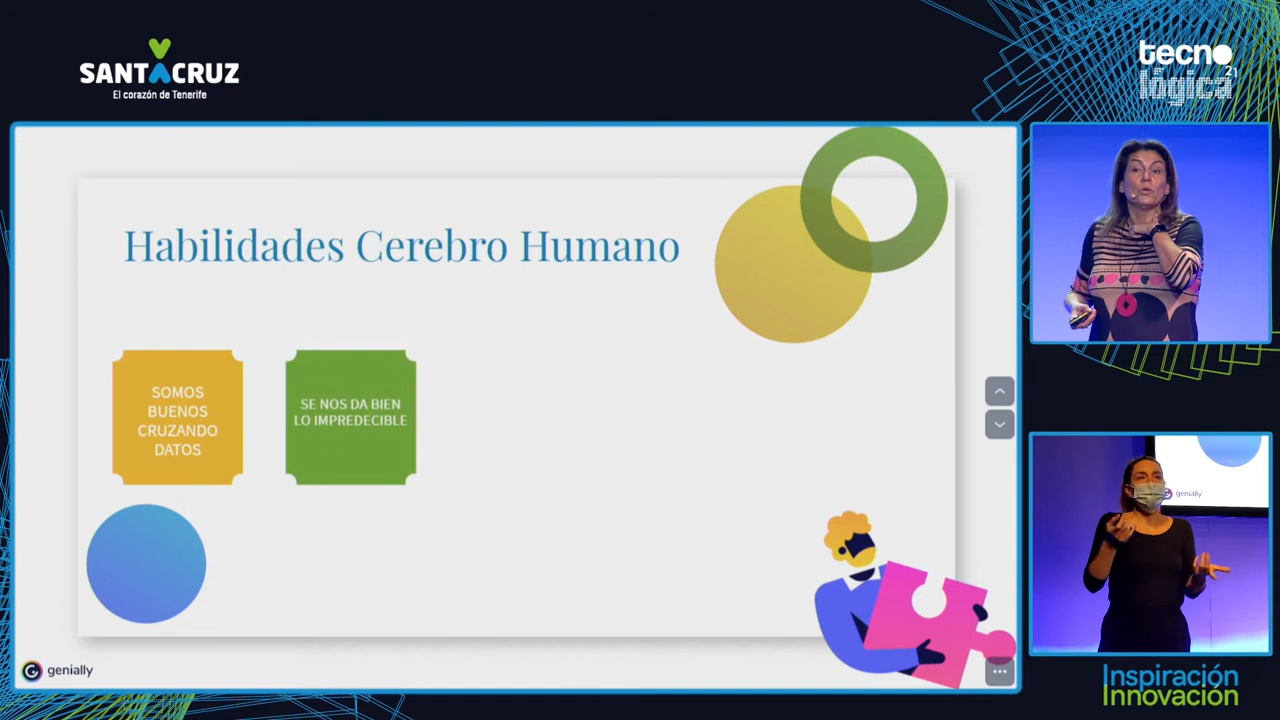 SANTACRUZ
El corazón de Tenerife
tecno
lógica
21
Habilidades Cerebro Humano
SOMOS
BUENOS
CRUZANDO
DATOS
SE NOS DA BIEN
LO IMPREDECIBLE
genially
genially
Inspiración
Innovación